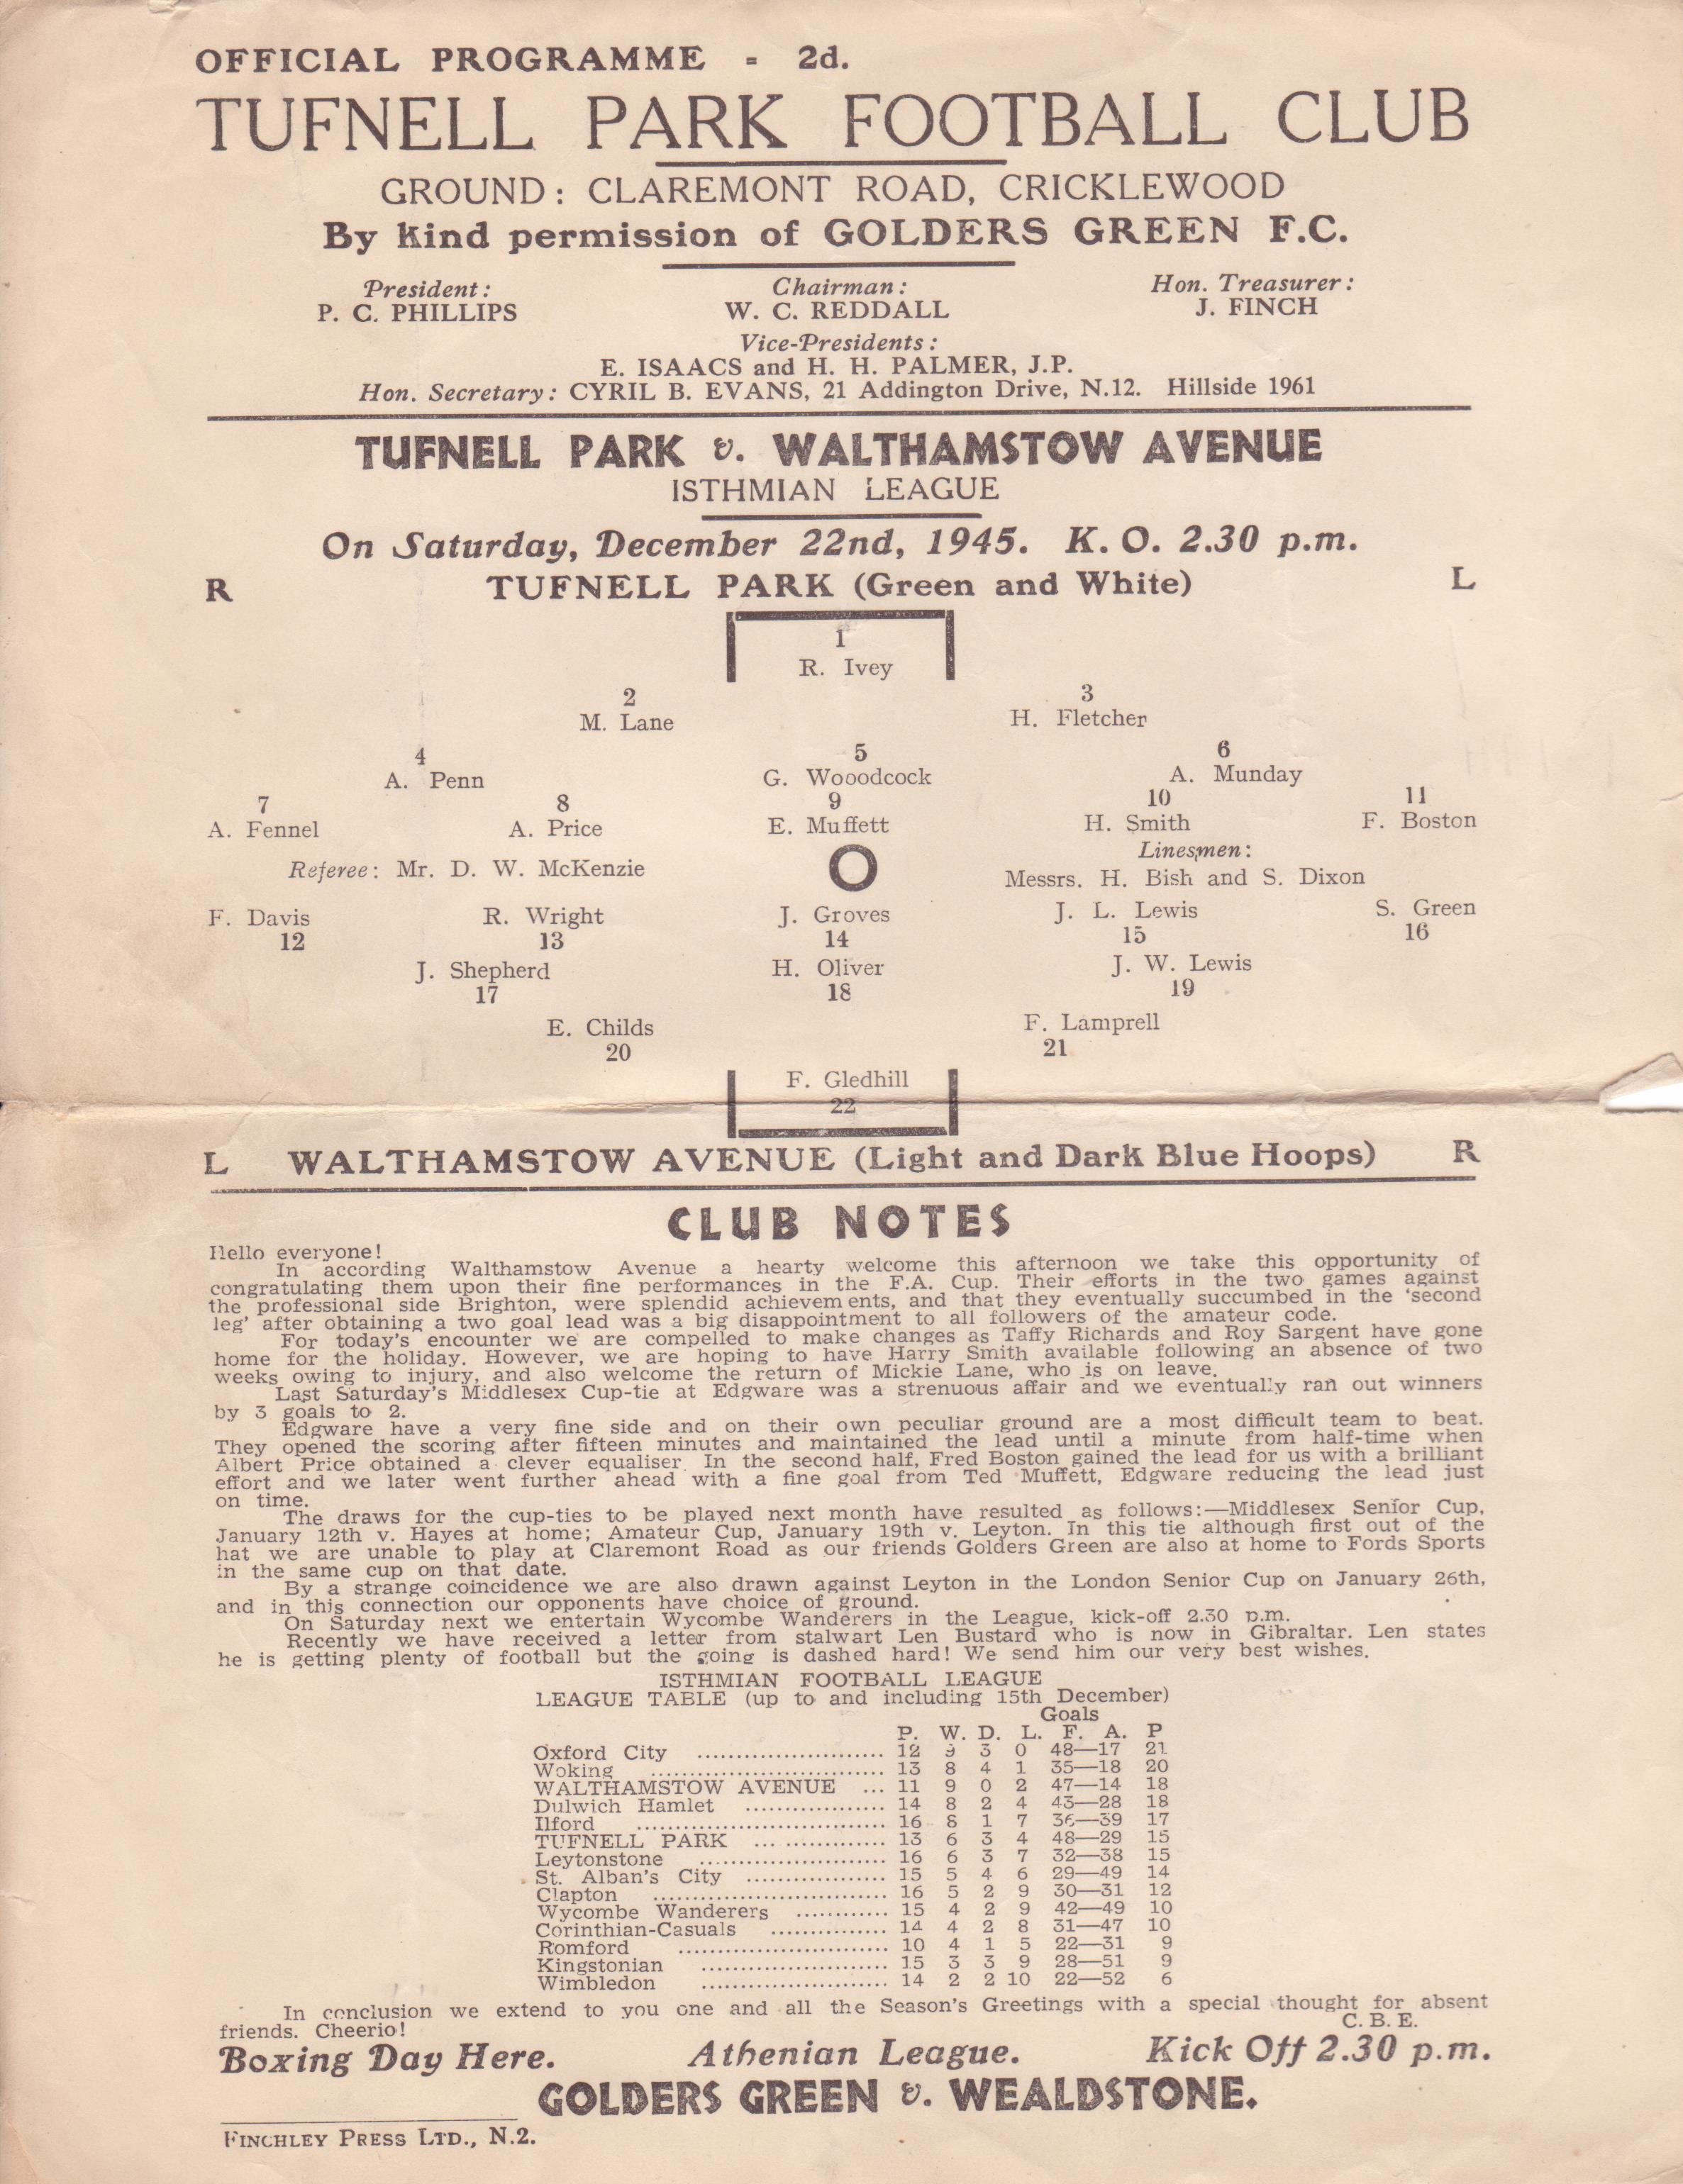 OFFICIAL PROGRAMME - 2d.
TUFNELL PARK FOOTBALL CLUB
GROUND: CLAREMONT ROAD, CRICKLEWOOD
By kind permission of GOLDERS GREEN F.C.
President: Chairman: Hon. Treasurer:
P. C. PHILLIPS W. C. REDDALL J. FINCH
Vice-Presidents:
E. ISAACS and H. H. PALMER, J.P.
Hon. Secretary: CYRIL B. EVANS, 21 Addington Drive, N.12. Hillside 1961
TUFNELL PARK v. WALTHAMSTOW AVENUE
ISTHMIAN LEAGUE
On Saturday, December 22nd, 1945. K. O. 2.30 p.m.
R TUFNELL PARK (Green and White) L
1
R. Ivey
2 3
M. Lane H. Fletcher
4 5 6
A. Penn G. Wooodcock A. Munday
7 8 9 10 11
A. Fennel A. Price E. Muffett H. Smith F. Boston
Referee: Mr. D. W. McKenzie O Linesmen:
Messrs. H. Bish and S. Dixon
F. Davis R. Wright J. Groves J. L. Lewis S. Green
12 13 14 15 16
J. Shepherd H. Oliver J. W. Lewis
17 18 19
E. Childs F. Lamprell
20 21
F. Gledhill
22
L WALTHAMSTOW AVENUE (Light and Dark Blue Hoops) R
CLUB NOTES
Hello everyone!
In according Walthamstow Avenue a hearty welcome this afternoon we take this opportunity of
congratulating them upon their fine performances in the F.A. Cup. Their efforts in the two games against
the professional side Brighton, were splendid achievements, and that they eventually succumbed in the 'second
leg' after obtaining a two goal lead was a big disappointment to all followers of the amateur code.
For today's encounter we are compelled to make changes as Taffy Richards and Roy Sargent have gone
home for the holiday. However, we are hoping to have Harry Smith available following an absence of two
weeks owing to injury, and also welcome the return of Mickie Lane, who is on leave.
Last Saturday's Middlesex Cup-tie at Edgware was a strenuous affair and we eventually ran out winners
by 3 goals to 2.
Edgware have a very fine side and on their own peculiar ground are a most difficult team to beat.
They opened the scoring after fifteen minutes and maintained the lead until a minute from half-time when
Albert Price obtained a clever equaliser. In the second half, Fred Boston gained the lead for us with a brilliant
effort and we later went further ahead with a fine goal from Ted Muffett, Edgware reducing the lead just
on time.
The draws for the cup-ties to be played next month have resulted as follows:—Middlesex Senior Cup,
January 12th v. Hayes at home; Amateur Cup, January 19th v. Leyton. In this tie although first out of the
hat we are unable to play at Claremont Road as our friends Golders Green are also at home to Fords Sports
in the same cup on that date.
By a strange coincidence we are also drawn against Leyton in the London Senior Cup on January 26th,
and in this connection our opponents have choice of ground.
On Saturday next we entertain Wycombe Wanderers in the League, kick-off 2.30 p.m.
Recently we have received a letter from stalwart Len Bustard who is now in Gibraltar. Len states
he is getting plenty of football but the going is dashed hard! We send him our very best wishes.
ISTHMIAN FOOTBALL LEAGUE
LEAGUE TABLE (up to and including 15th December)
Goals
P. W. D. L. F. A. P
Oxford City ........................ 12 9 3 0 48—17 21
Woking .............................. 13 8 4 1 35—18 20
WALTHAMSTOW AVENUE ... 11 9 0 2 47—14 18
Dulwich Hamlet .................. 14 8 2 4 43—28 18
Ilford ................................ 16 8 1 7 36—39 17
TUFNELL PARK ... ............. 13 6 3 4 48—29 15
Leytonstone ........................ 16 6 3 7 32—38 15
St. Alban's City .................. 15 5 4 6 29—49 14
Clapton .............................. 16 5 2 9 30—31 12
Wycombe Wanderers ............ 15 4 2 9 42—49 10
Corinthian-Casuals ............... 14 4 2 8 31—47 10
Romford ........................... 10 4 1 5 22—31 9
Kingstonian ........................ 15 3 3 9 28—51 9
Wimbledon ........................ 14 2 2 10 22—52 6
In conclusion we extend to you one and all the Season's Greetings with a special thought for absent
friends. Cheerio! C. B. E.
Boxing Day Here. Athenian League. Kick Off 2.30 p.m.
GOLDERS GREEN v. WEALDSTONE.
FINCHLEY PRESS LTD., N.2.